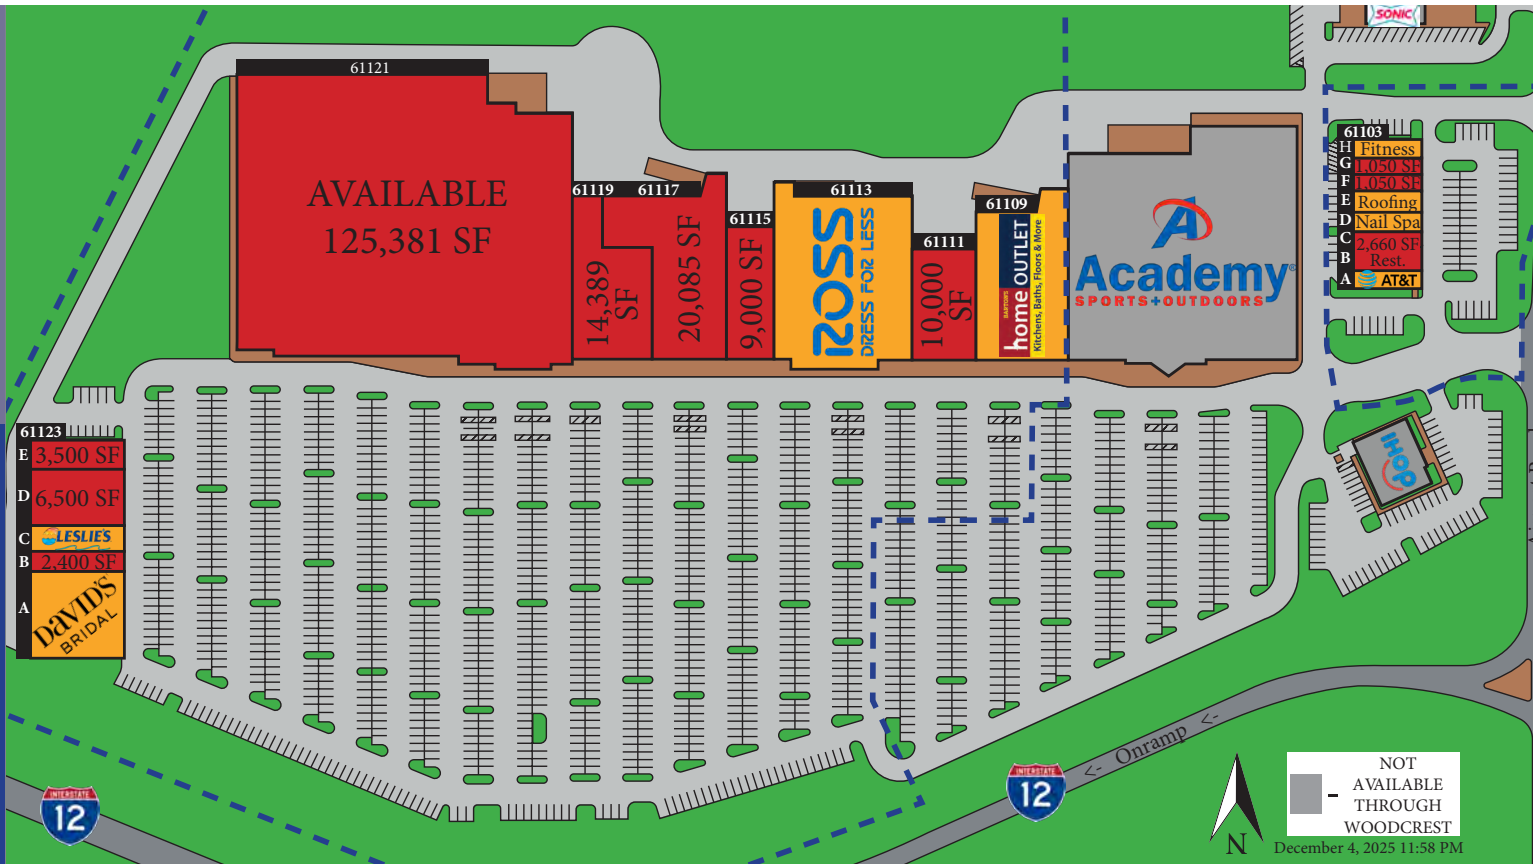 SONIC
61121
AVAILABLE
125,381 SF
61119
61117
14,389
SF
20,085 SF
61115
9,000 SF
61113
ROSS
DRESS FOR LESS
61111
10,000
SF
61109
home OUTLET
Kitchens, Baths, Floors & More
Academy
SPORTS+OUTDOORS
61103
H Fitness
G 1,050 SF
F 1,050 SF
E Roofing
D Nail Spa
C 2,660 SF
B Rest.
A AT&T
IHOP
61123
E 3,500 SF
D 6,500 SF
C LESLIE'S
B 2,400 SF
A DAVID'S
BRIDAL
INTERSTATE
12
INTERSTATE
12
<- Onramp <-
N
NOT
- AVAILABLE
THROUGH
WOODCREST
December 4, 2025 11:58 PM